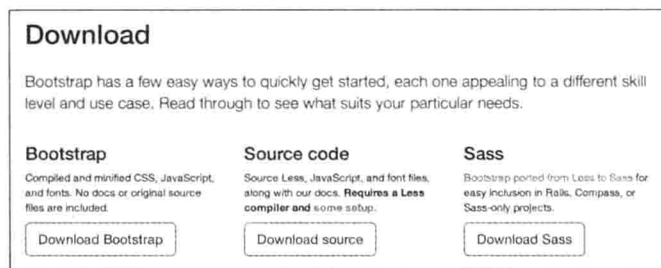 Download
Bootstrap has a few easy ways to quickly get started, each one appealing to a different skill
level and use case. Read through to see what suits your particular needs.
Bootstrap
Compiled and minified CSS, JavaScript,
and fonts. No docs or original source
files are included.
Download Bootstrap
Source code
Source Less, JavaScript, and font files,
along with our docs. Requires a Less
compiler and some setup.
Download source
Sass
Bootstrap ported from Less to Sass for
easy inclusion in Rails, Compass, or
Sass-only projects.
Download Sass